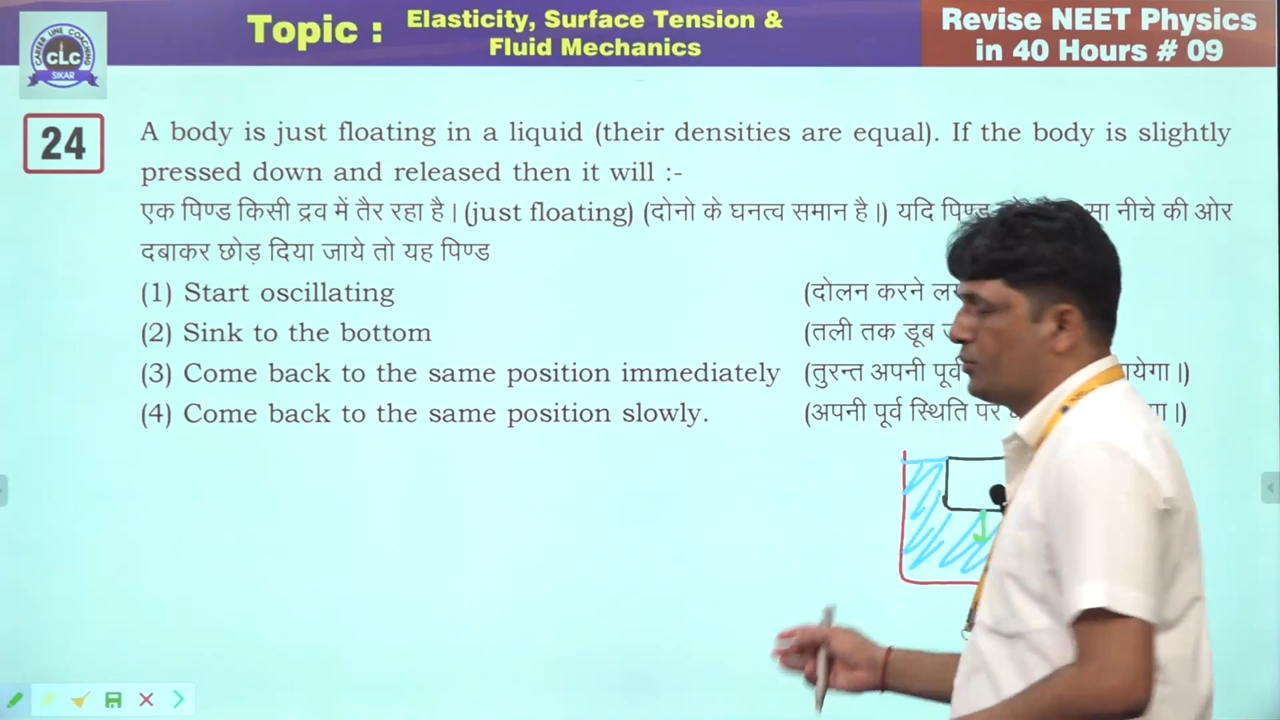 Topic :
Elasticity, Surface Tension &
Fluid Mechanics
Revise NEET Physics
in 40 Hours # 09
CAREER LINE COACHING
CLC
SIKAR
24
A body is just floating in a liquid (their densities are equal). If the body is slightly
pressed down and released then it will :-
एक पिण्ड किसी द्रव में तैर रहा है। (just floating) (दोनो के घनत्व समान है।) यदि पिण्ड नीचे की ओर
दबाकर छोड़ दिया जाये तो यह पिण्ड
(1) Start oscillating (दोलन करने
(2) Sink to the bottom (तली तक डूब
(3) Come back to the same position immediately (तुरन्त अपनी पूर्व
(4) Come back to the same position slowly. (अपनी पूर्व स्थिति पर